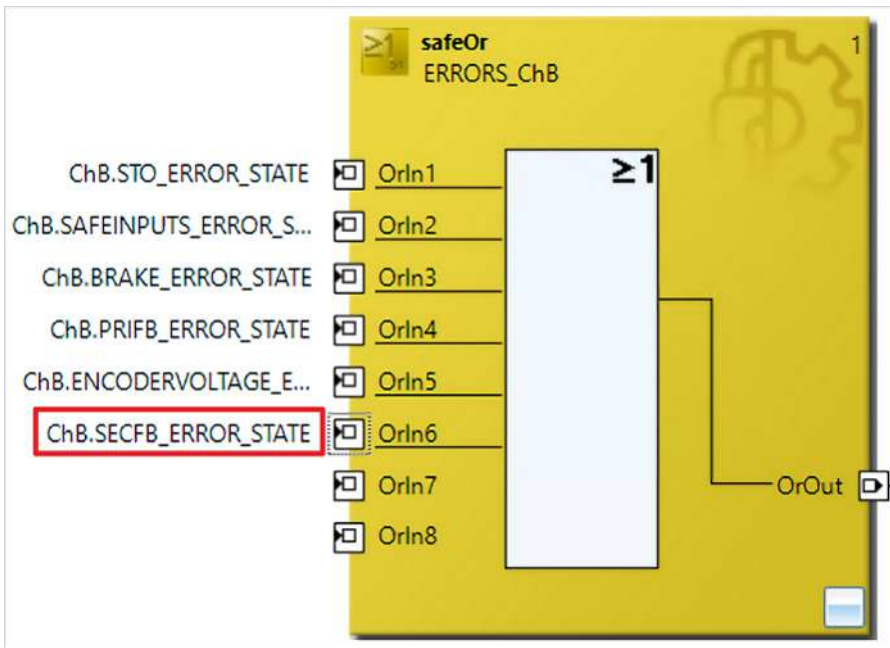 ≥1
safeOr
1
ERRORS_ChB
≥1
ChB.STO_ERROR_STATE OrIn1
ChB.SAFEINPUTS_ERROR_S... OrIn2
ChB.BRAKE_ERROR_STATE OrIn3
ChB.PRIFB_ERROR_STATE OrIn4
ChB.ENCODERVOLTAGE_E... OrIn5
ChB.SECFB_ERROR_STATE OrIn6
OrIn7 OrOut
OrIn8